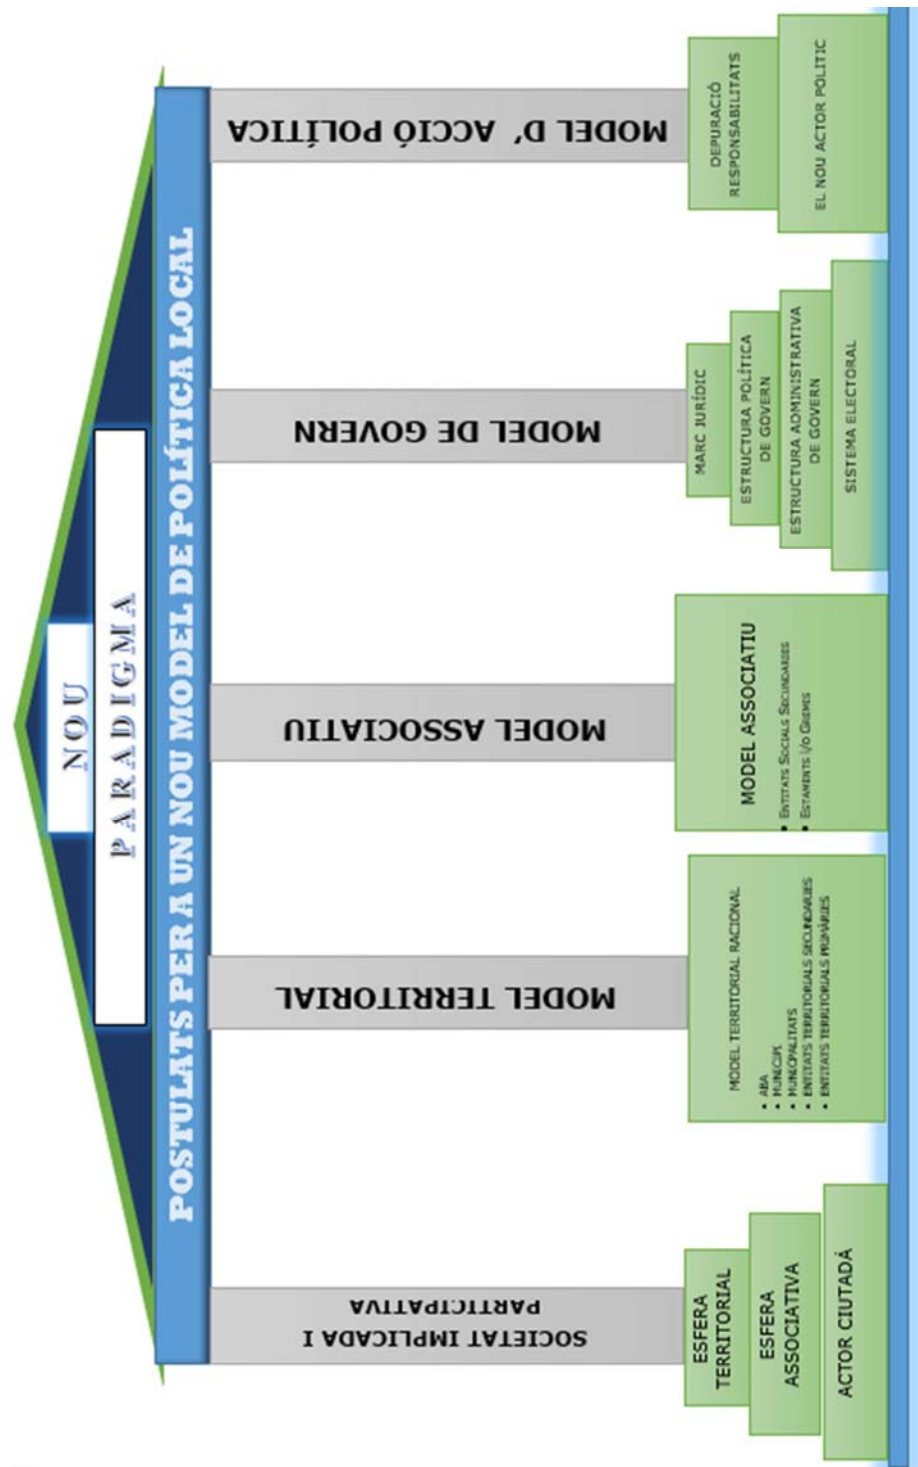 NOU
PARADIGMA
POSTULATS PER A UN NOU MODEL DE POLÍTICA LOCAL
SOCIETAT IMPLICADA I
PARTICIPATIVA
MODEL TERRITORIAL
MODEL ASSOCIATIU
MODEL DE GOVERN
MODEL D' ACCIÓ POLÍTICA
ESFERA
TERRITORIAL
ESFERA
ASSOCIATIVA
ACTOR CIUTADÀ
MODEL TERRITORIAL RACIONAL
• ABA
• MUNICIPI
• MUNICIPALITATS
• ENTITATS TERRITORIALS SECUNDARIES
• ENTITATS TERRITORIALS PRIMÀRIES
MODEL ASSOCIATIU
• ENTITATS SOCIALS SECUNDARIES
• ESTAMENTS I/O GREMIS
MARC JURÍDIC
ESTRUCTURA POLÍTICA
DE GOVERN
ESTRUCTURA ADMINISTRATIVA
DE GOVERN
SISTEMA ELECTORAL
DEPURACIÓ
RESPONSABILITATS
EL NOU ACTOR POLITIC